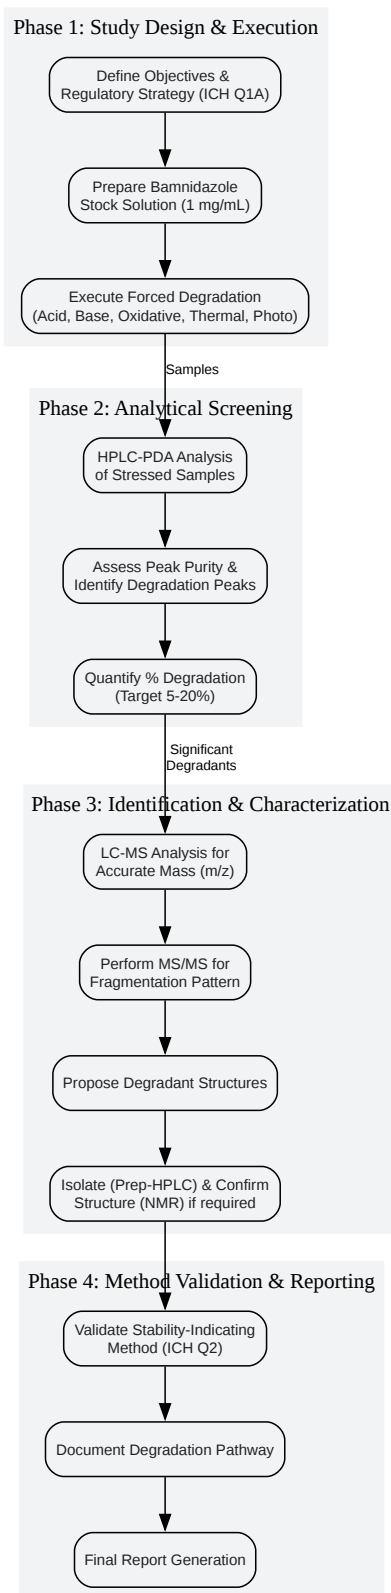 Phase 1: Study Design & Execution
Define Objectives &
Regulatory Strategy (ICH Q1A)
Prepare Bamnidazole
Stock Solution (1 mg/mL)
Execute Forced Degradation
(Acid, Base, Oxidative, Thermal, Photo)
Samples
Phase 2: Analytical Screening
HPLC-PDA Analysis
of Stressed Samples
Assess Peak Purity &
Identify Degradation Peaks
Quantify % Degradation
(Target 5-20%)
Significant
Degradants
Phase 3: Identification & Characterization
LC-MS Analysis for
Accurate Mass (m/z)
Perform MS/MS for
Fragmentation Pattern
Propose Degradant Structures
Isolate (Prep-HPLC) & Confirm
Structure (NMR) if required
Phase 4: Method Validation & Reporting
Validate Stability-Indicating
Method (ICH Q2)
Document Degradation Pathway
Final Report Generation